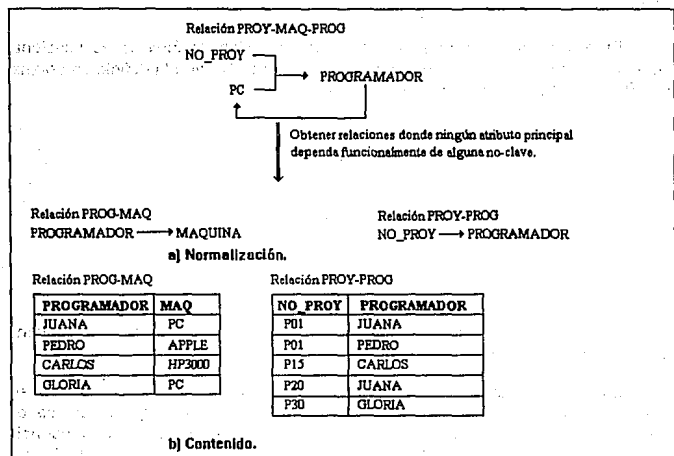 Relación PROY-MAQ-PROG
NO_PROY
PROGRAMADOR
PC
Obtener relaciones donde ningún atributo principal
dependa funcionalmente de alguna no-clave.
Relación PROG-MAQ
PROGRAMADOR → MAQUINA
Relación PROY-PROG
NO_PROY → PROGRAMADOR
a) Normalización.
Relación PROG-MAQ
PROGRAMADOR MAQ
JUANA PC
PEDRO APPLE
CARLOS HP3000
GLORIA PC
Relación PROY-PROG
NO_PROY PROGRAMADOR
P01 JUANA
P01 PEDRO
P15 CARLOS
P20 JUANA
P30 GLORIA
b) Contenido.